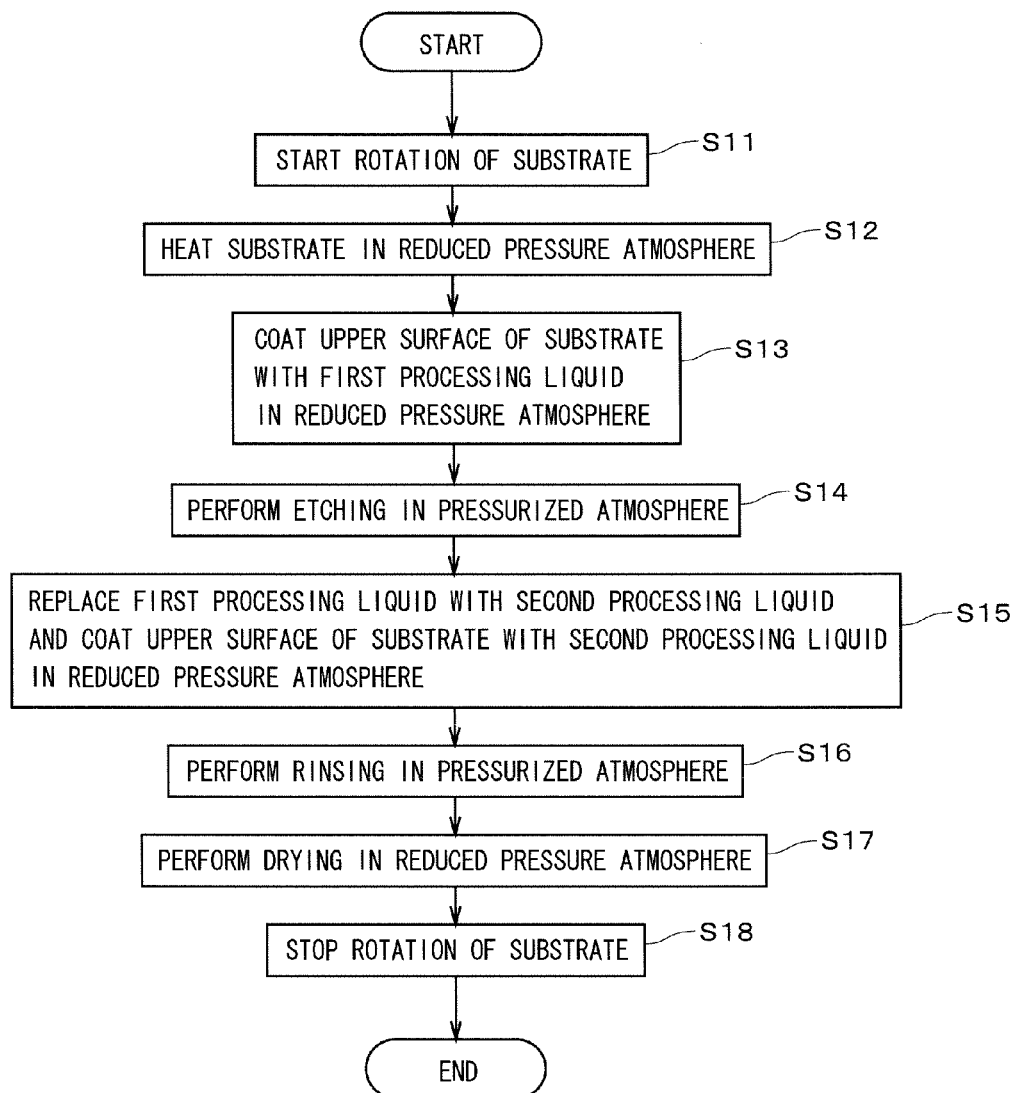 START
START ROTATION OF SUBSTRATE
S11
HEAT SUBSTRATE IN REDUCED PRESSURE ATMOSPHERE
S12
COAT UPPER SURFACE OF SUBSTRATE
WITH FIRST PROCESSING LIQUID
IN REDUCED PRESSURE ATMOSPHERE
S13
PERFORM ETCHING IN PRESSURIZED ATMOSPHERE
S14
REPLACE FIRST PROCESSING LIQUID WITH SECOND PROCESSING LIQUID
AND COAT UPPER SURFACE OF SUBSTRATE WITH SECOND PROCESSING LIQUID
IN REDUCED PRESSURE ATMOSPHERE
S15
PERFORM RINSING IN PRESSURIZED ATMOSPHERE
S16
PERFORM DRYING IN REDUCED PRESSURE ATMOSPHERE
S17
STOP ROTATION OF SUBSTRATE
S18
END